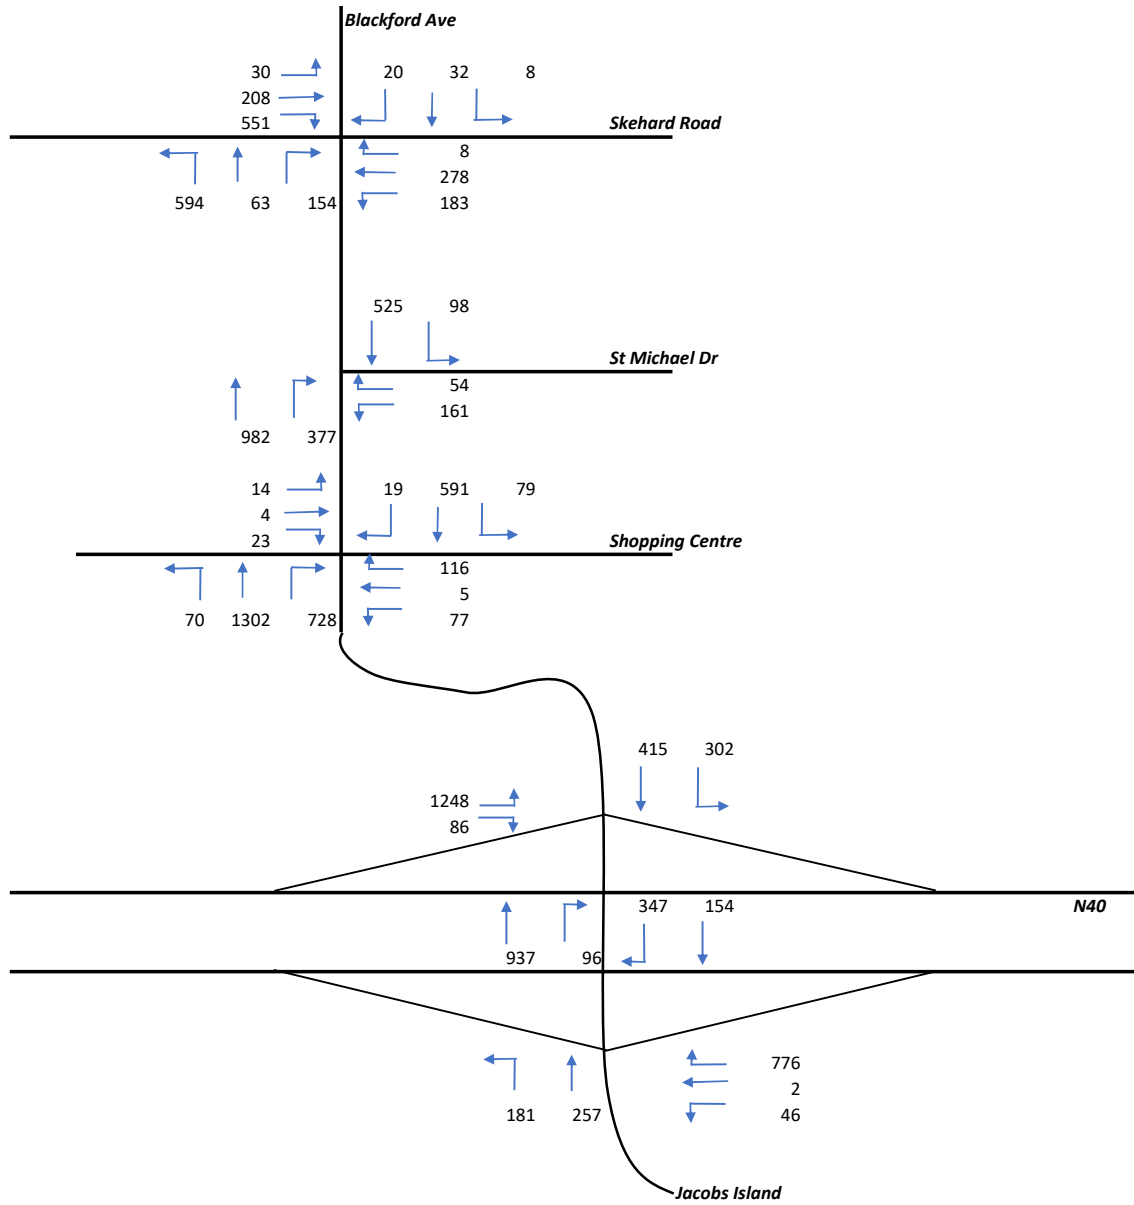 Blackford Ave
30 20 32 8
208
551 Skehard Road
8
278
594 63 154 183
525 98
St Michael Dr
54
161
982 377
14 19 591 79
4
23 Shopping Centre
116
5
70 1302 728 77
415 302
1248
86
347 154 N40
937 96
776
2
181 257 46
Jacobs Island